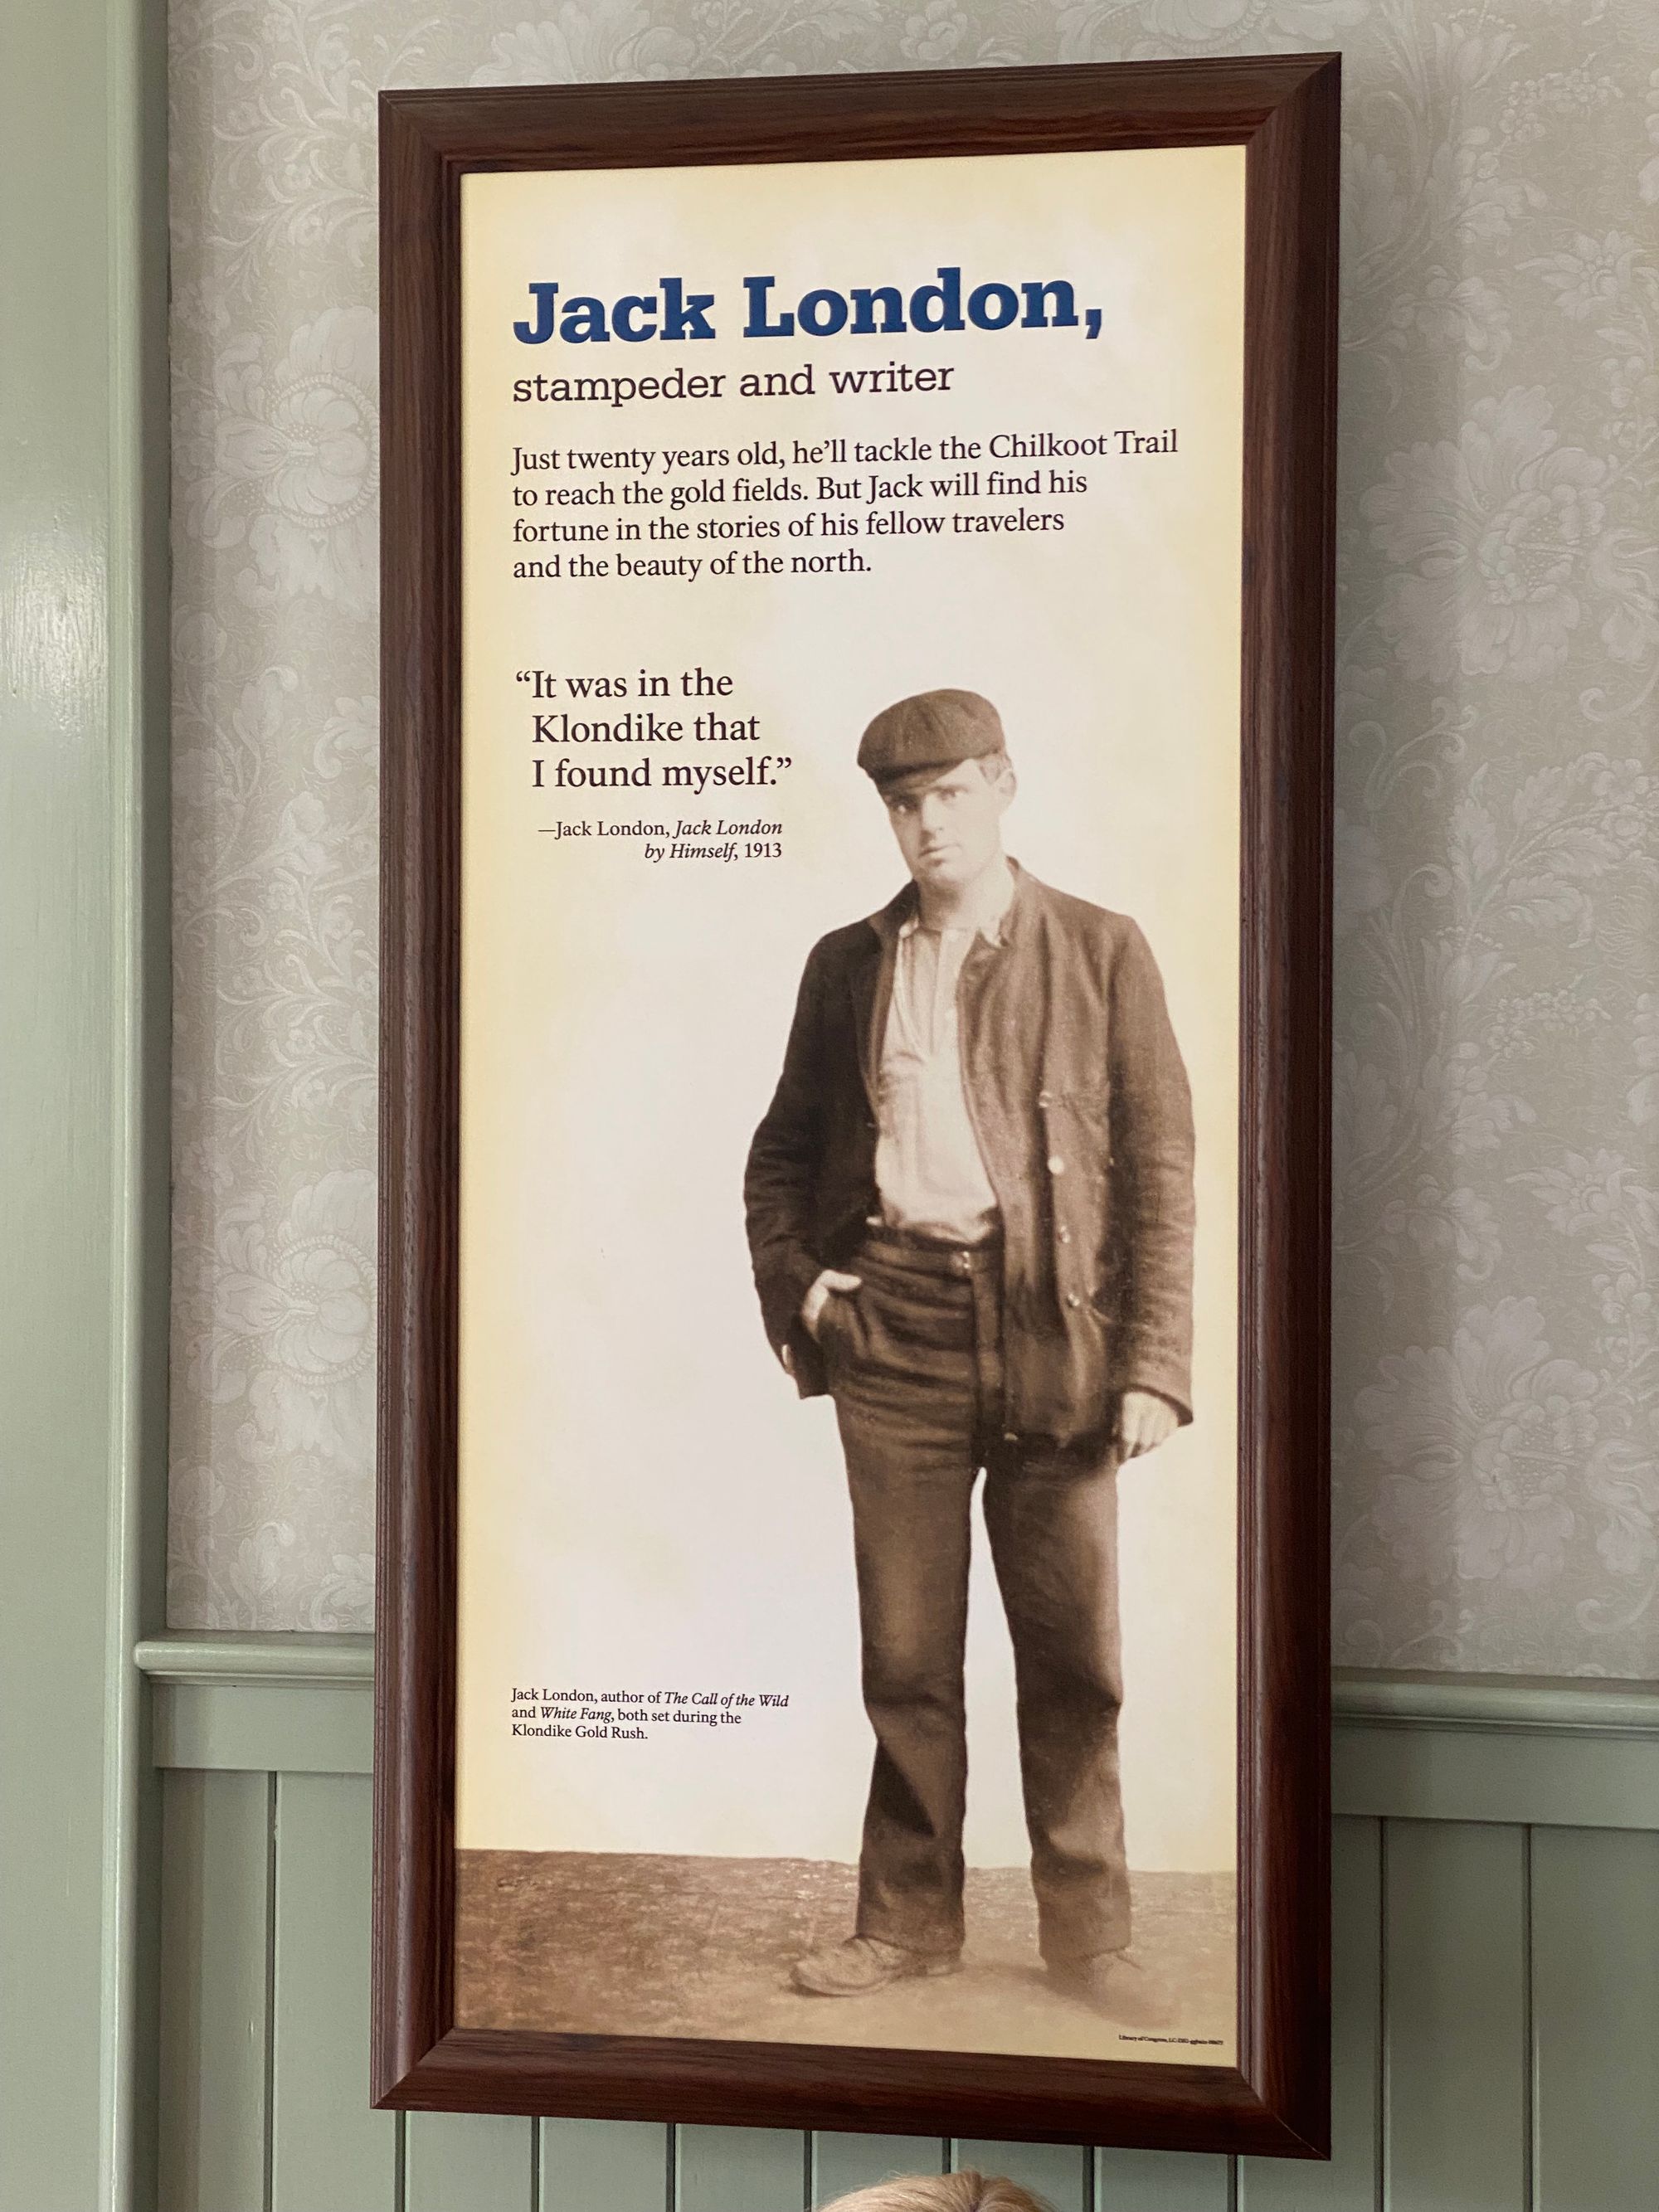 Jack London,
stampeder and writer
Just twenty years old, he’ll tackle the Chilkoot Trail
to reach the gold fields. But Jack will find his
fortune in the stories of his fellow travelers
and the beauty of the north.
“It was in the
Klondike that
I found myself.”
—Jack London, Jack London
by Himself, 1913
Jack London, author of The Call of the Wild
and White Fang, both set during the
Klondike Gold Rush.
Library of Congress,